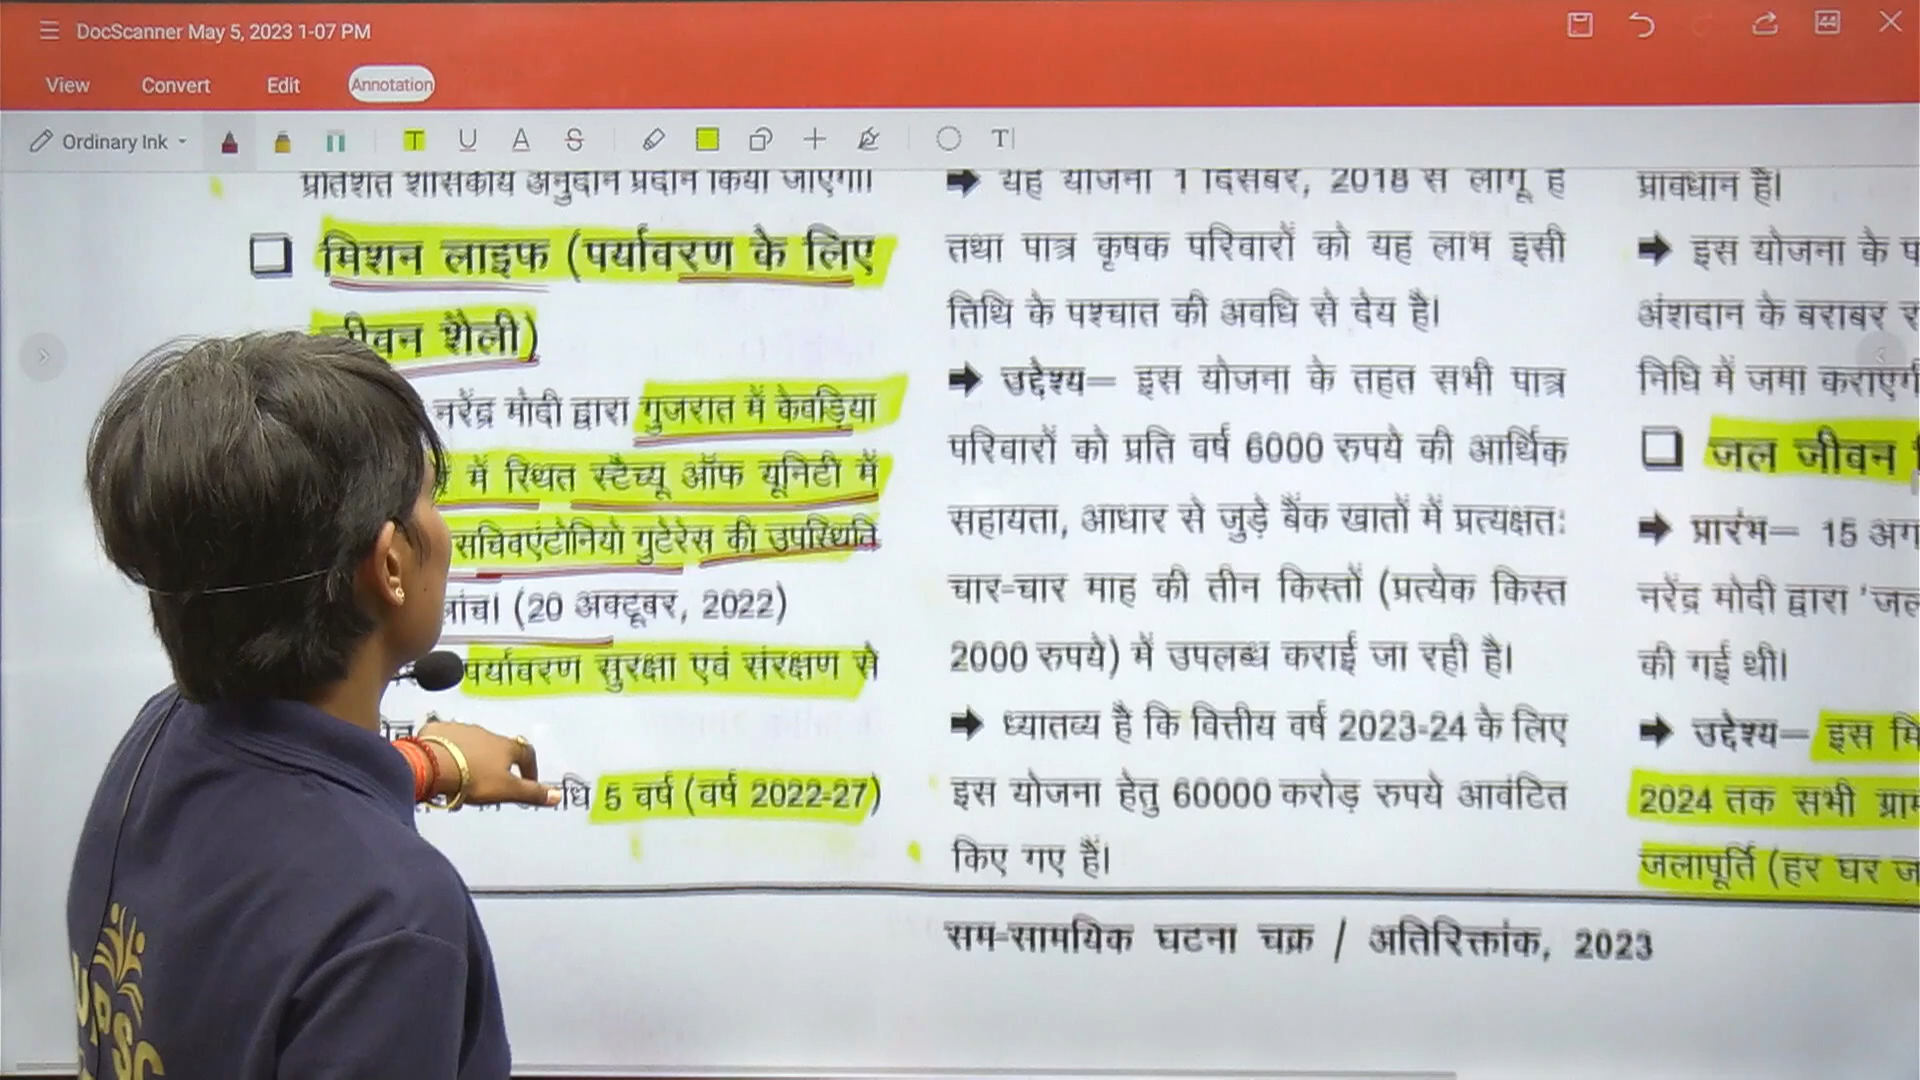 DocScanner May 5, 2023 1-07 PM
View Convert Edit Annotation
Ordinary Ink
प्रतिशत शासकीय अनुदान प्रदान किया जाएगा।
मिशन लाइफ (पर्यावरण के लिए
जीवन शैली)
नरेंद्र मोदी द्वारा गुजरात में केवड़िया
में स्थित स्टैच्यू ऑफ यूनिटी में
सचिवएंटोनियो गुटेरेस की उपस्थिति
लांच। (20 अक्टूबर, 2022)
पर्यावरण सुरक्षा एवं संरक्षण से
5 वर्ष (वर्ष 2022-27)
➡ यह योजना 1 दिसंबर, 2018 से लागू है
तथा पात्र कृषक परिवारों को यह लाभ इसी
तिथि के पश्चात की अवधि से देय है।
➡ उद्देश्य– इस योजना के तहत सभी पात्र
परिवारों को प्रति वर्ष 6000 रुपये की आर्थिक
सहायता, आधार से जुड़े बैंक खातों में प्रत्यक्षतः
चार-चार माह की तीन किस्तों (प्रत्येक किस्त
2000 रुपये) में उपलब्ध कराई जा रही है।
➡ ध्यातव्य है कि वित्तीय वर्ष 2023-24 के लिए
इस योजना हेतु 60000 करोड़ रुपये आवंटित
किए गए हैं।
प्रावधान है।
➡ इस योजना के
अंशदान के बराबर
निधि में जमा कराएगी
जल जीवन
➡ प्रारंभ– 15
नरेंद्र मोदी द्वारा 'जल
की गई थी।
➡ उद्देश्य– इस
2024 तक सभी
जलापूर्ति (हर घर
सम-सामयिक घटना चक्र / अतिरिक्तांक, 2023
UPSC